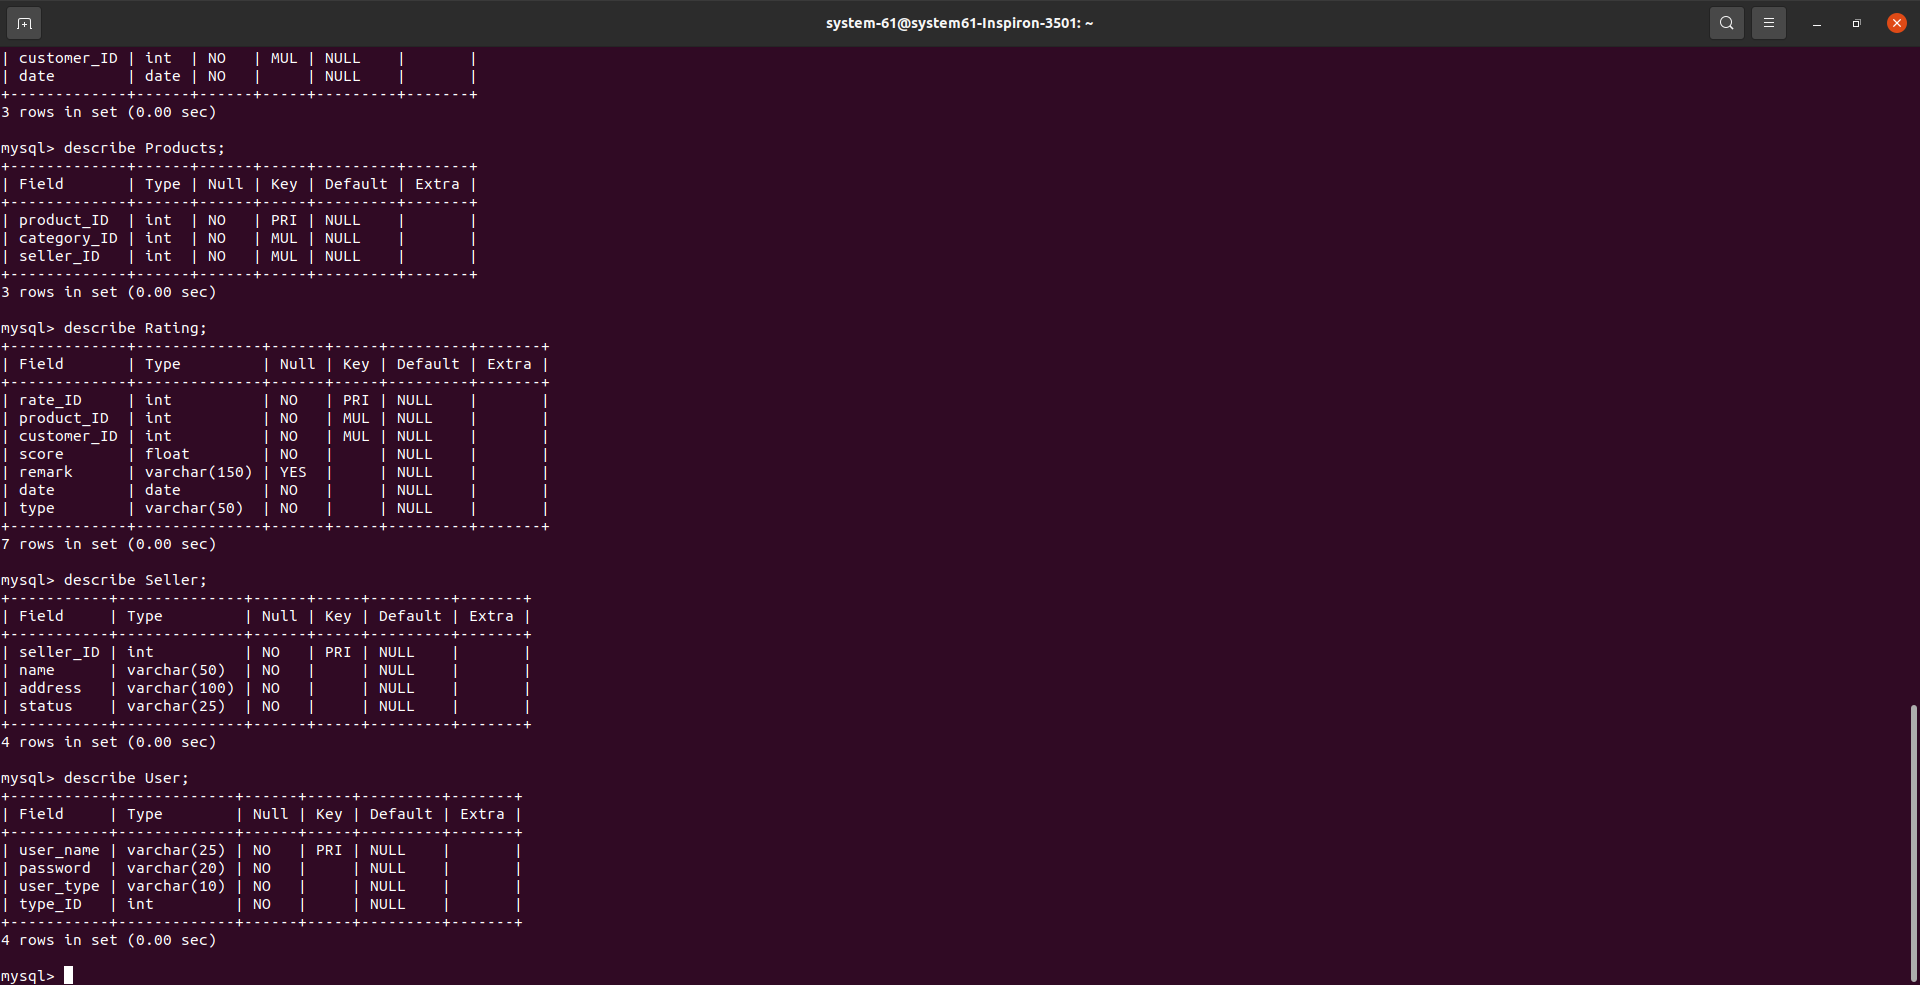 system-61@system61-Inspiron-3501: ~
| customer_ID | int  | NO   | MUL | NULL    |       |
| date        | date | NO   |     | NULL    |       |
+-------------+------+------+-----+---------+-------+
3 rows in set (0.00 sec)
mysql> describe Products;
+-------------+------+------+-----+---------+-------+
| Field       | Type | Null | Key | Default | Extra |
+-------------+------+------+-----+---------+-------+
| product_ID  | int  | NO   | PRI | NULL    |       |
| category_ID | int  | NO   | MUL | NULL    |       |
| seller_ID   | int  | NO   | MUL | NULL    |       |
+-------------+------+------+-----+---------+-------+
3 rows in set (0.00 sec)
mysql> describe Rating;
+-------------+--------------+------+-----+---------+-------+
| Field       | Type         | Null | Key | Default | Extra |
+-------------+--------------+------+-----+---------+-------+
| rate_ID     | int          | NO   | PRI | NULL    |       |
| product_ID  | int          | NO   | MUL | NULL    |       |
| customer_ID | int          | NO   | MUL | NULL    |       |
| score       | float        | NO   |     | NULL    |       |
| remark      | varchar(150) | YES  |     | NULL    |       |
| date        | date         | NO   |     | NULL    |       |
| type        | varchar(50)  | NO   |     | NULL    |       |
+-------------+--------------+------+-----+---------+-------+
7 rows in set (0.00 sec)
mysql> describe Seller;
+-----------+--------------+------+-----+---------+-------+
| Field     | Type         | Null | Key | Default | Extra |
+-----------+--------------+------+-----+---------+-------+
| seller_ID | int          | NO   | PRI | NULL    |       |
| name      | varchar(50)  | NO   |     | NULL    |       |
| address   | varchar(100) | NO   |     | NULL    |       |
| status    | varchar(25)  | NO   |     | NULL    |       |
+-----------+--------------+------+-----+---------+-------+
4 rows in set (0.00 sec)
mysql> describe User;
+-----------+-------------+------+-----+---------+-------+
| Field     | Type        | Null | Key | Default | Extra |
+-----------+-------------+------+-----+---------+-------+
| user_name | varchar(25) | NO   | PRI | NULL    |       |
| password  | varchar(20) | NO   |     | NULL    |       |
| user_type | varchar(10) | NO   |     | NULL    |       |
| type_ID   | int         | NO   |     | NULL    |       |
+-----------+-------------+------+-----+---------+-------+
4 rows in set (0.00 sec)
mysql>